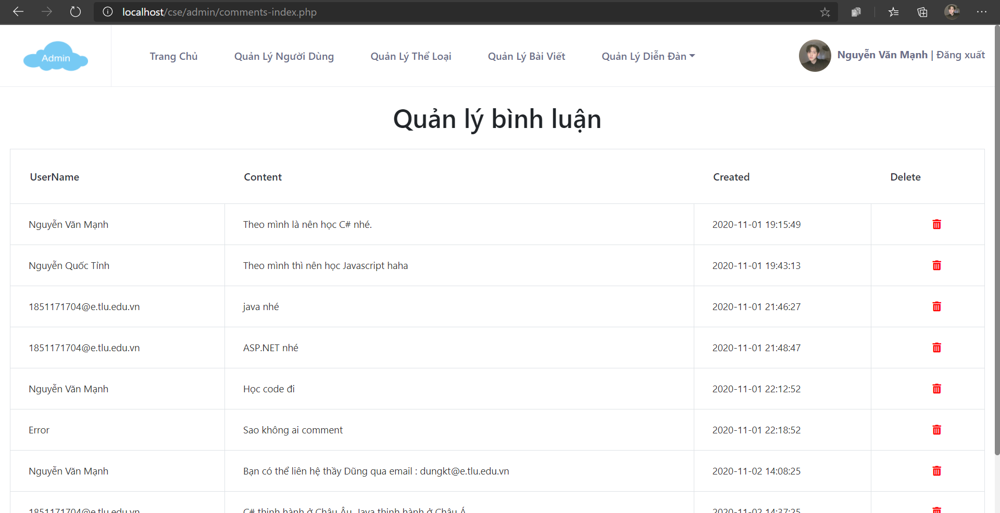 localhost/cse/admin/comments-index.php
Admin
Trang Chủ Quản Lý Người Dùng Quản Lý Thể Loại Quản Lý Bài Viết Quản Lý Diễn Đàn Nguyễn Văn Mạnh | Đăng xuất
Quản lý bình luận
UserName Content Created Delete
Nguyễn Văn Mạnh Theo mình là nên học C# nhé. 2020-11-01 19:15:49
Nguyễn Quốc Tỉnh Theo mình thì nên học Javascript haha 2020-11-01 19:43:13
1851171704@e.tlu.edu.vn java nhé 2020-11-01 21:46:27
1851171704@e.tlu.edu.vn ASP.NET nhé 2020-11-01 21:48:47
Nguyễn Văn Mạnh Học code đi 2020-11-01 22:12:52
Error Sao không ai comment 2020-11-01 22:18:52
Nguyễn Văn Mạnh Bạn có thể liên hệ thầy Dũng qua email : dungkt@e.tlu.edu.vn 2020-11-02 14:08:25
1851171704@e.tlu.edu.vn C# thịnh hành ở Châu Âu, Java thịnh hành ở Châu Á 2020-11-02 14:37:25